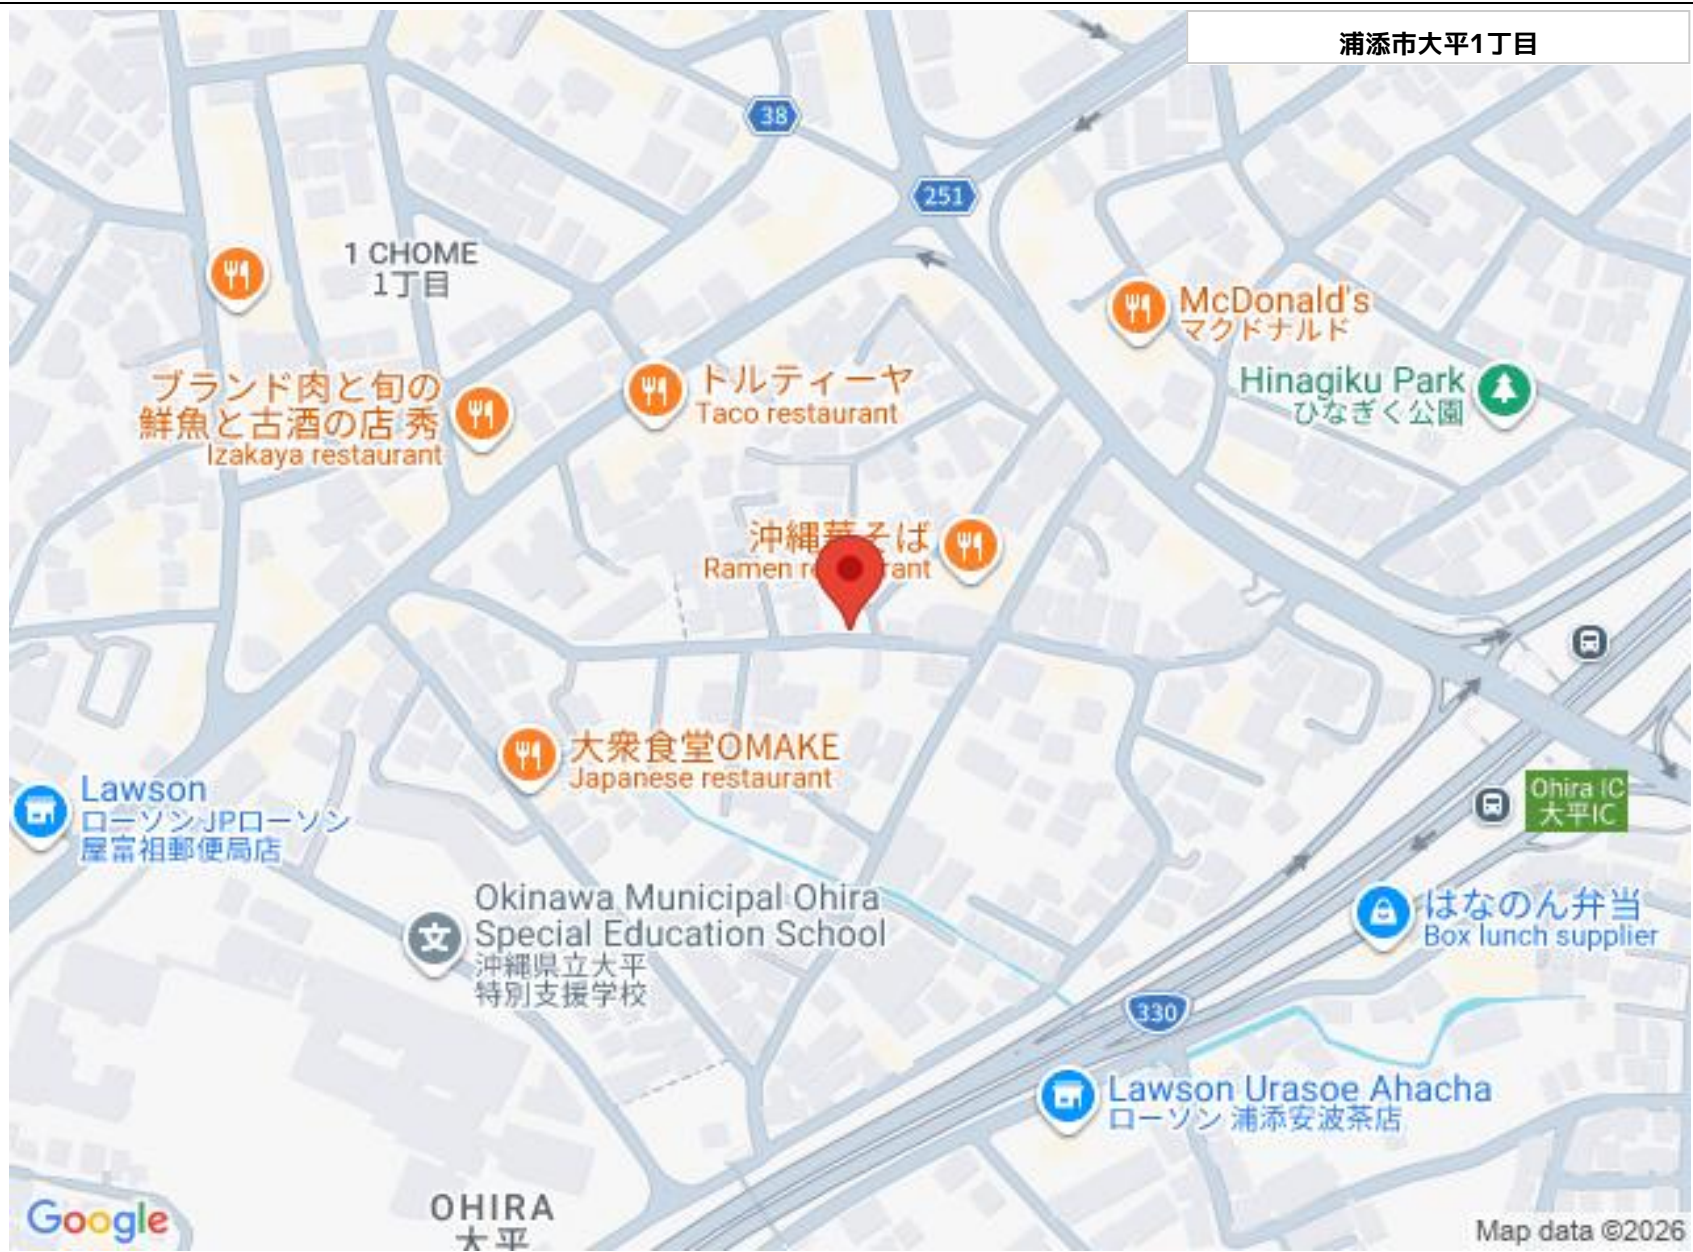 浦添市大平1丁目
38
251
1 CHOME
1丁目
McDonald's
マクドナルド
Hinagiku Park
ひなぎく公園
トルティーヤ
Taco restaurant
ブランド肉と旬の
鮮魚と古酒の店 秀
Izakaya restaurant
沖縄そば
Ramen
大衆食堂OMAKE
Japanese restaurant
Lawson
ローソン JPローソン
屋富祖郵便局店
Ohira IC
大平IC
Okinawa Municipal Ohira
Special Education School
沖縄県立大平
特別支援学校
はなのん弁当
Box lunch supplier
330
Lawson Urasoe Ahacha
ローソン 浦添安波茶店
OHIRA
大平
Google
Map data ©2026